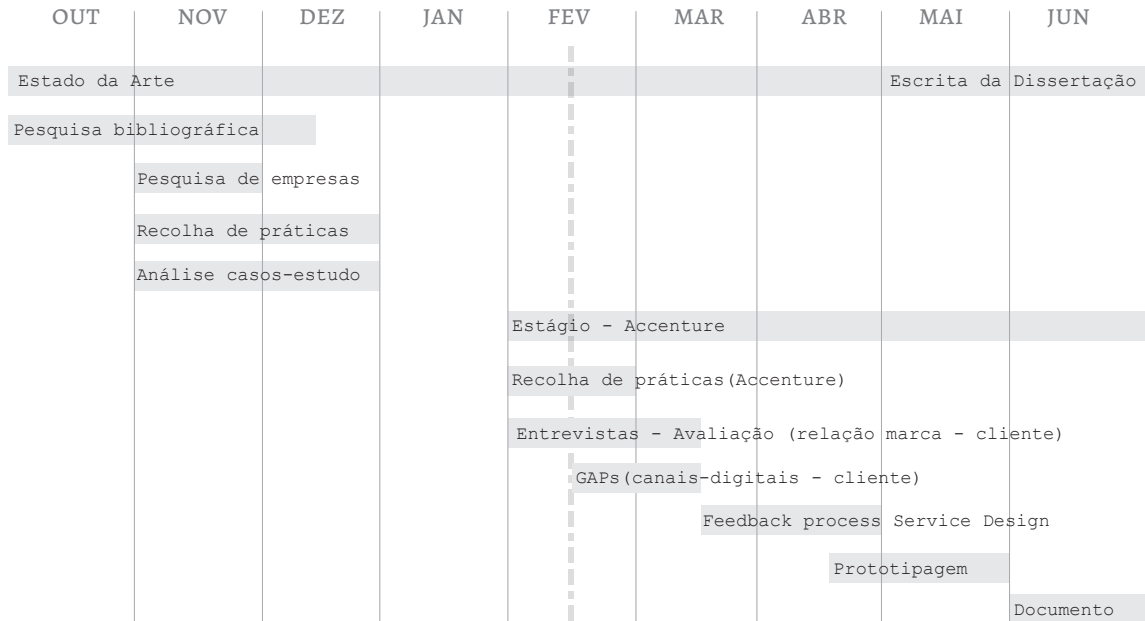 OUT NOV DEZ JAN FEV MAR ABR MAI JUN
Estado da Arte Escrita da Dissertação
Pesquisa bibliográfica
Pesquisa de empresas
Recolha de práticas
Análise casos-estudo
Estágio - Accenture
Recolha de práticas(Accenture)
Entrevistas - Avaliação (relação marca - cliente)
GAPs(canais-digitais - cliente)
Feedback process Service Design
Prototipagem
Documento